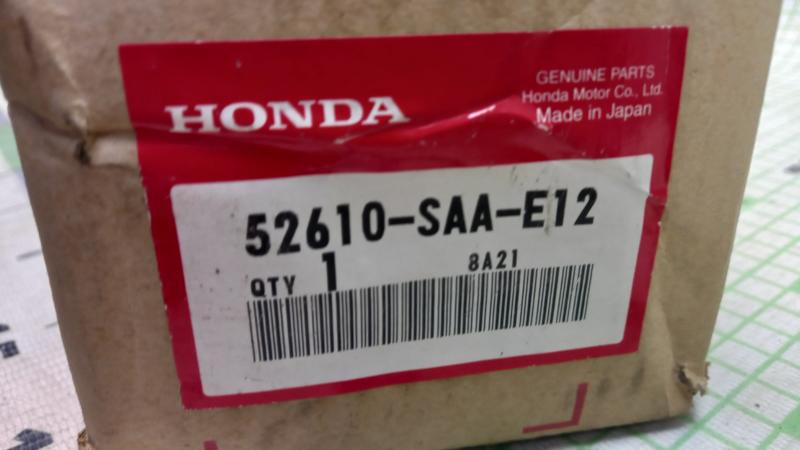 HONDA
GENUINE PARTS
Honda Motor Co., Ltd.
Made in Japan
52610-SAA-E12
QTY 1
8A21